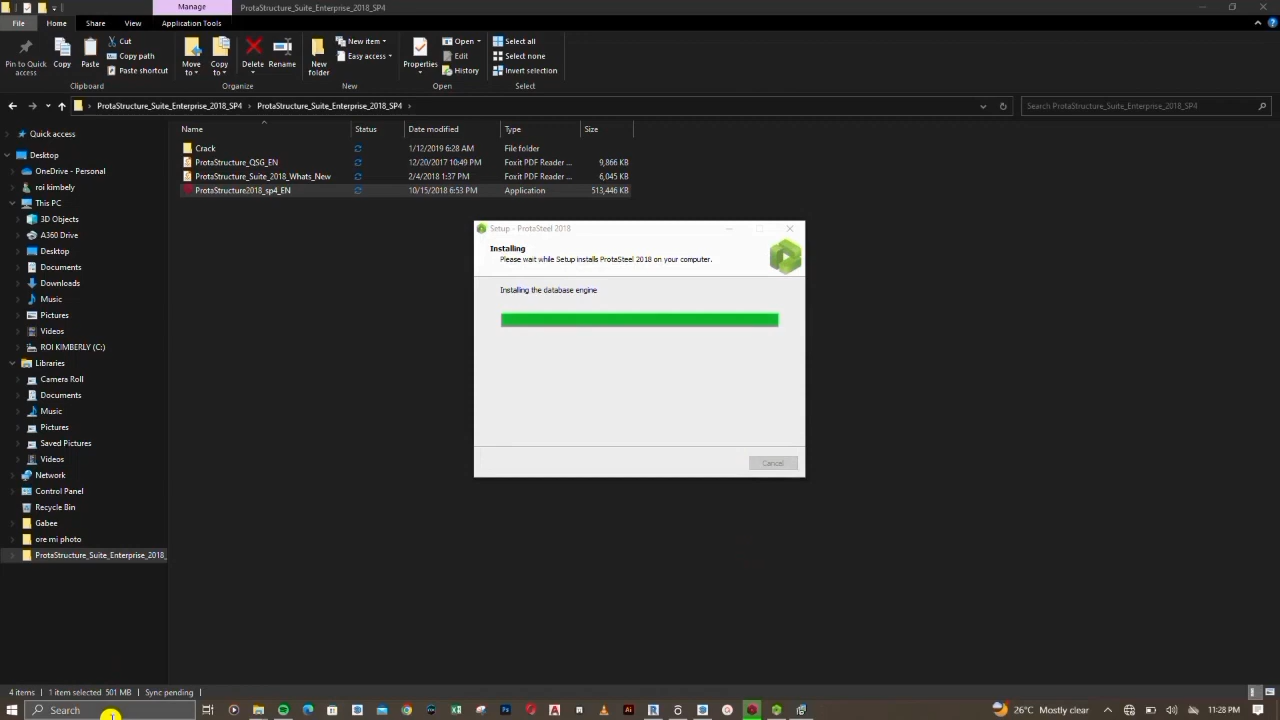 Manage ProtaStructure_Suite_Enterprise_2018_SP4
File Home Share View Application Tools
Pin to Quick access
Copy
Paste
Cut
Copy path
Paste shortcut
Move to
Copy to
Delete
Rename
New folder
New item
Easy access
Properties
Open
Edit
History
Select all
Select none
Invert selection
Clipboard Organize New Open Select
ProtaStructure_Suite_Enterprise_2018_SP4 ProtaStructure_Suite_Enterprise_2018_SP4
Search ProtaStructure_Suite_Enterprise_2018_SP4
Name Status Date modified Type Size
Crack 1/12/2019 6:28 AM File folder
ProtaStructure_QSG_EN 12/20/2017 10:49 PM Foxit PDF Reader ... 9,866 KB
ProtaStructure_Suite_2018_Whats_New 2/4/2018 1:37 PM Foxit PDF Reader ... 6,045 KB
ProtaStructure2018_sp4_EN 10/15/2018 6:53 PM Application 513,446 KB
Quick access
Desktop
OneDrive - Personal
roi kimbely
This PC
3D Objects
A360 Drive
Desktop
Documents
Downloads
Music
Pictures
Videos
ROI KIMBERLY (C:)
Libraries
Camera Roll
Documents
Music
Pictures
Saved Pictures
Videos
Network
Control Panel
Recycle Bin
Gabee
ore mi photo
ProtaStructure_Suite_Enterprise_2018_
Setup - ProtaSteel 2018
Installing
Please wait while Setup installs ProtaSteel 2018 on your computer.
Installing the database engine
Cancel
4 items 1 item selected 501 MB Sync pending
Search
26°C Mostly clear 11:28 PM